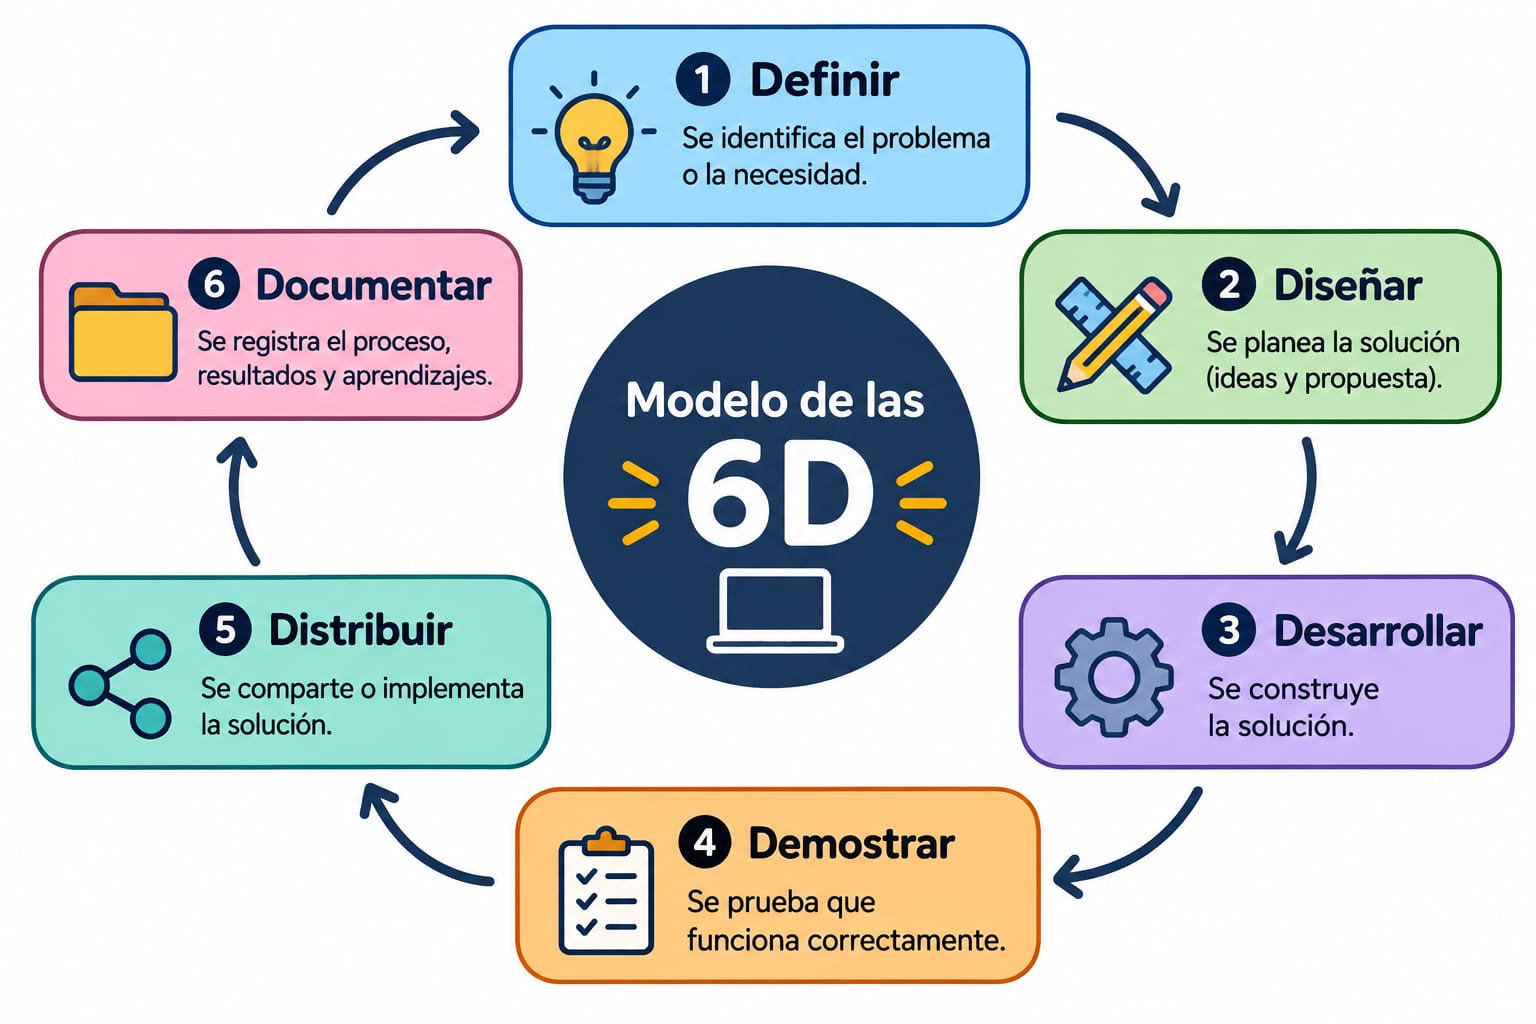 1 Definir
Se identifica el problema
o la necesidad.
2 Diseñar
Se planea la solución
(ideas y propuesta).
3 Desarrollar
Se construye
la solución.
4 Demostrar
Se prueba que
funciona correctamente.
5 Distribuir
Se comparte o implementa
la solución.
6 Documentar
Se registra el proceso,
resultados y aprendizajes.
Modelo de las
6D